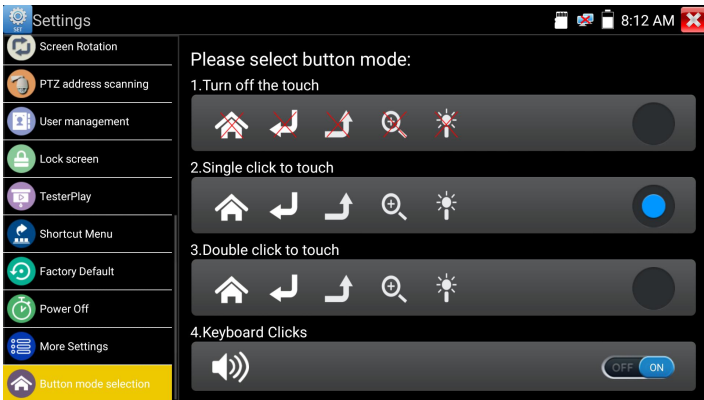 SET
Settings
8:12 AM
Screen Rotation
PTZ address scanning
User management
Lock screen
TesterPlay
Shortcut Menu
Factory Default
Power Off
More Settings
Button mode selection
Please select button mode:
1.Turn off the touch
2.Single click to touch
3.Double click to touch
4.Keyboard Clicks
OFF ON